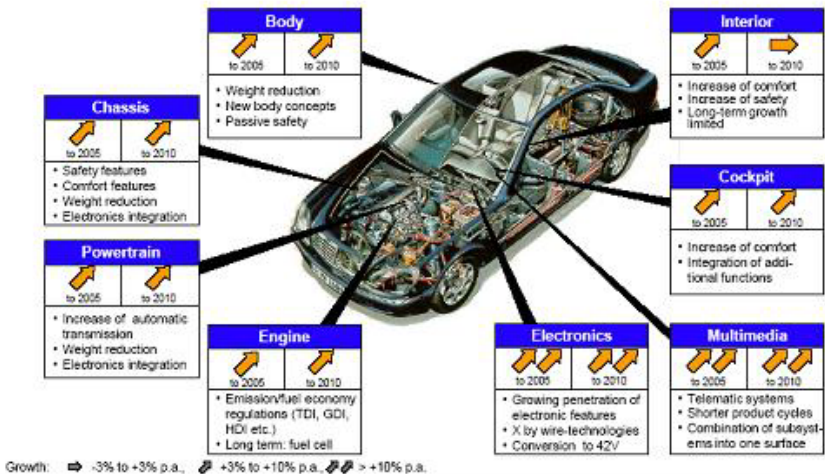 Body
to 2005 to 2010
• Weight reduction
• New body concepts
• Passive safety
Interior
to 2005 to 2010
• Increase of comfort
• Increase of safety
• Long-term growth
limited
Chassis
to 2005 to 2010
• Safety features
• Comfort features
• Weight reduction
• Electronics integration
Cockpit
to 2005 to 2010
• Increase of comfort
• Integration of addi-
tional functions
Powertrain
to 2005 to 2010
• Increase of automatic
transmission
• Weight reduction
• Electronics integration
Engine
to 2005 to 2010
• Emission/fuel economy
regulations (TDI, GDI,
HDI etc.)
• Long term: fuel cell
Electronics
to 2005 to 2010
• Growing penetration of
electronic features
• X by wire-technologies
• Conversion to 42V
Multimedia
to 2005 to 2010
• Telematic systems
• Shorter product cycles
• Combination of subsyst-
ems into one surface
Growth: -3% to +3% p.a., +3% to +10% p.a., > +10% p.a.